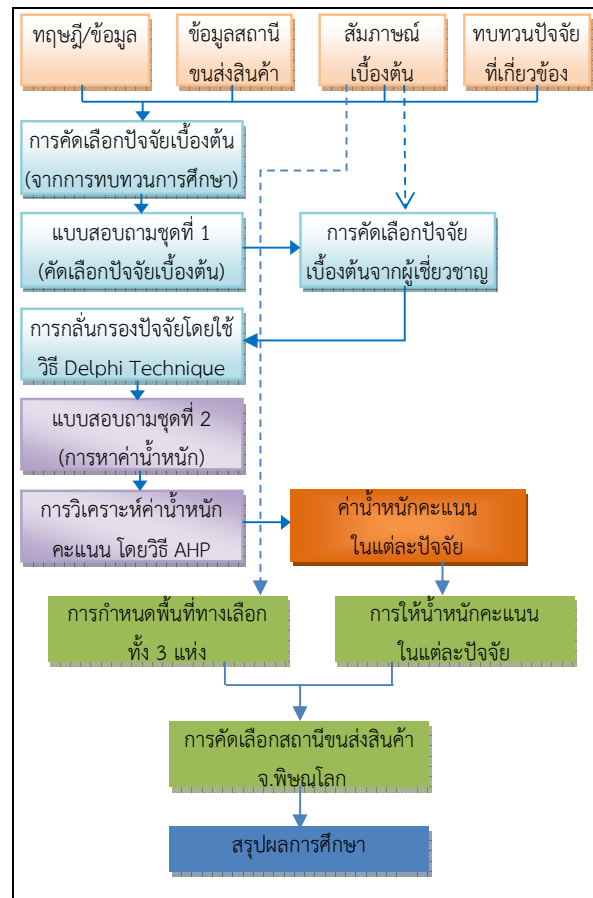 ทฤษฎี/ข้อมูล
ข้อมูลสถานี
ขนส่งสินค้า
สัมภาษณ์
เบื้องต้น
ทบทวนปัจจัย
ที่เกี่ยวข้อง
การคัดเลือกปัจจัยเบื้องต้น
(จากการทบทวนการศึกษา)
แบบสอบถามชุดที่ 1
(คัดเลือกปัจจัยเบื้องต้น)
การคัดเลือกปัจจัย
เบื้องต้นจากผู้เชี่ยวชาญ
การกลั่นกรองปัจจัยโดยใช้
วิธี Delphi Technique
แบบสอบถามชุดที่ 2
(การหาค่าน้ำหนัก)
การวิเคราะห์ค่าน้ำหนัก
คะแนน โดยวิธี AHP
ค่าน้ำหนักคะแนน
ในแต่ละปัจจัย
การกำหนดพื้นที่ทางเลือก
ทั้ง 3 แห่ง
การให้น้ำหนักคะแนน
ในแต่ละปัจจัย
การคัดเลือกสถานีขนส่งสินค้า
จ.พิษณุโลก
สรุปผลการศึกษา